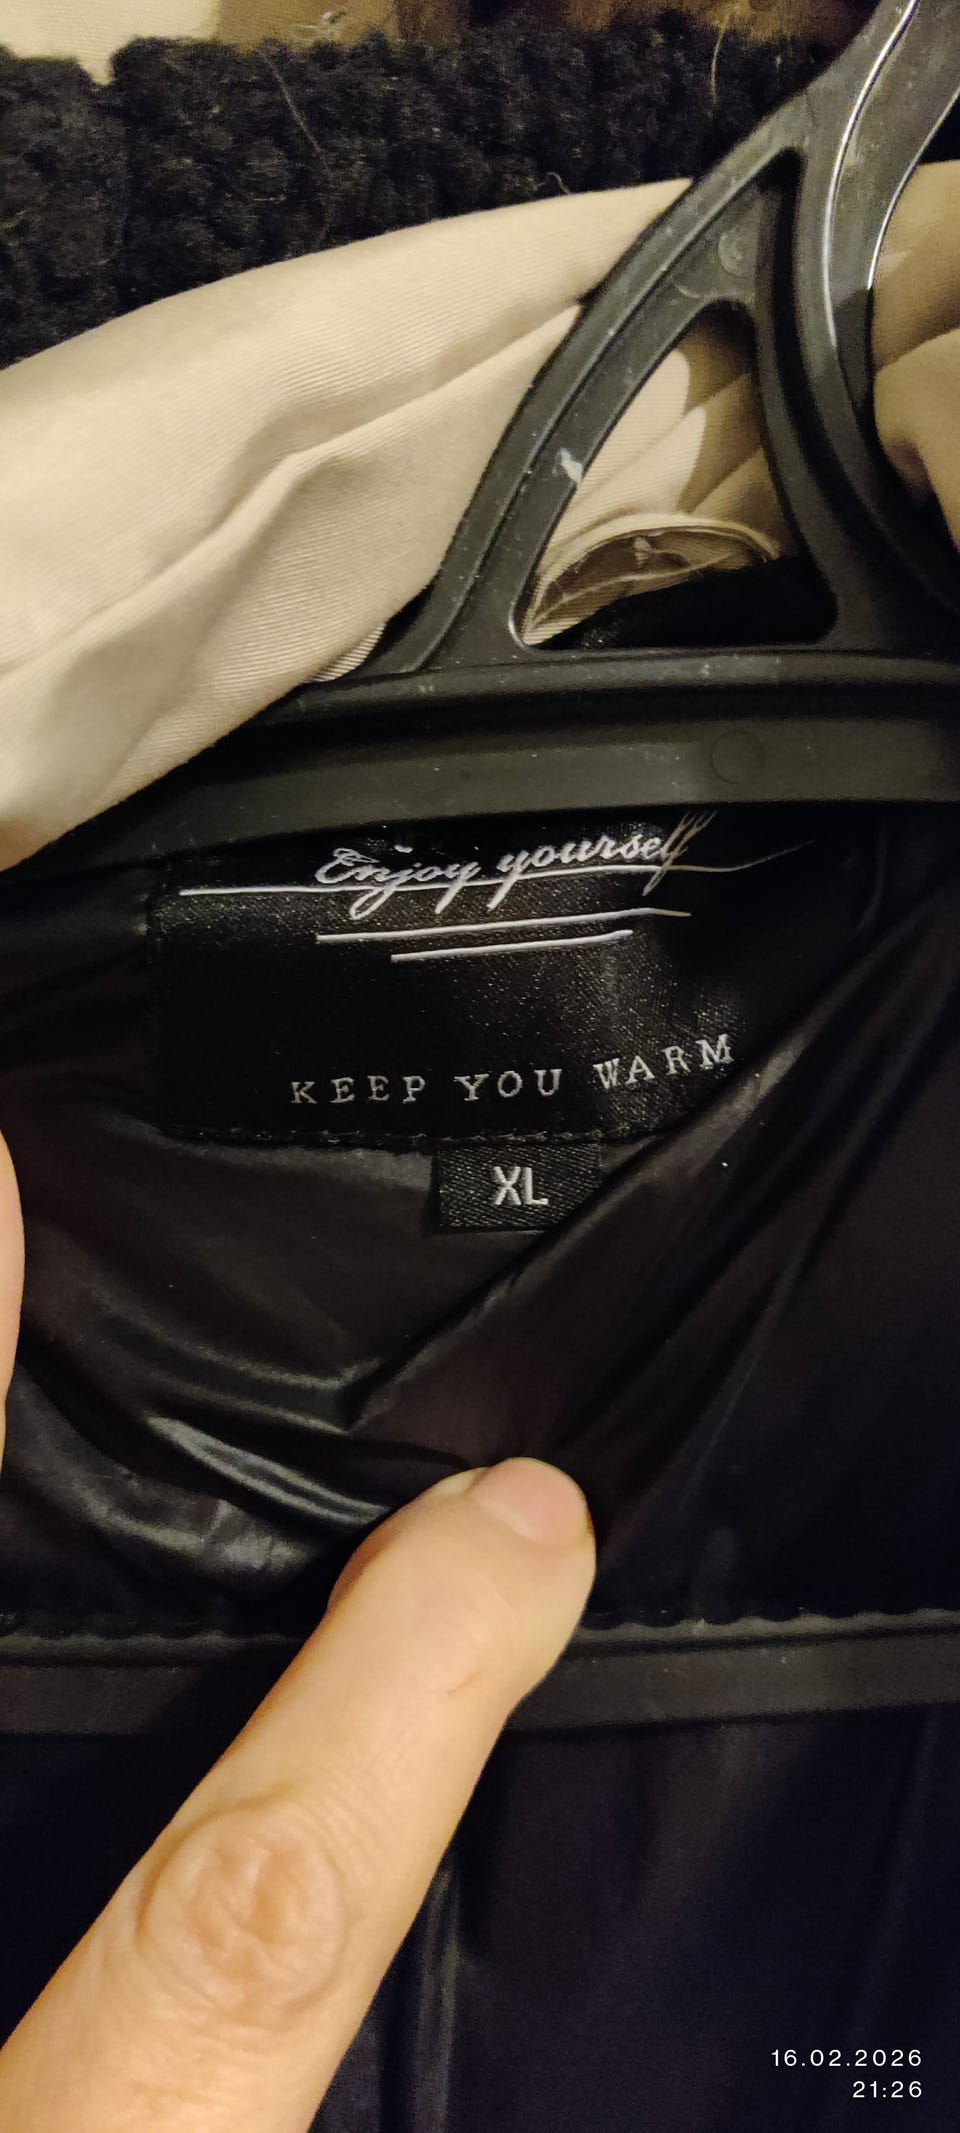 Enjoy yourself
KEEP YOU WARM
XL
16.02.2026
21:26